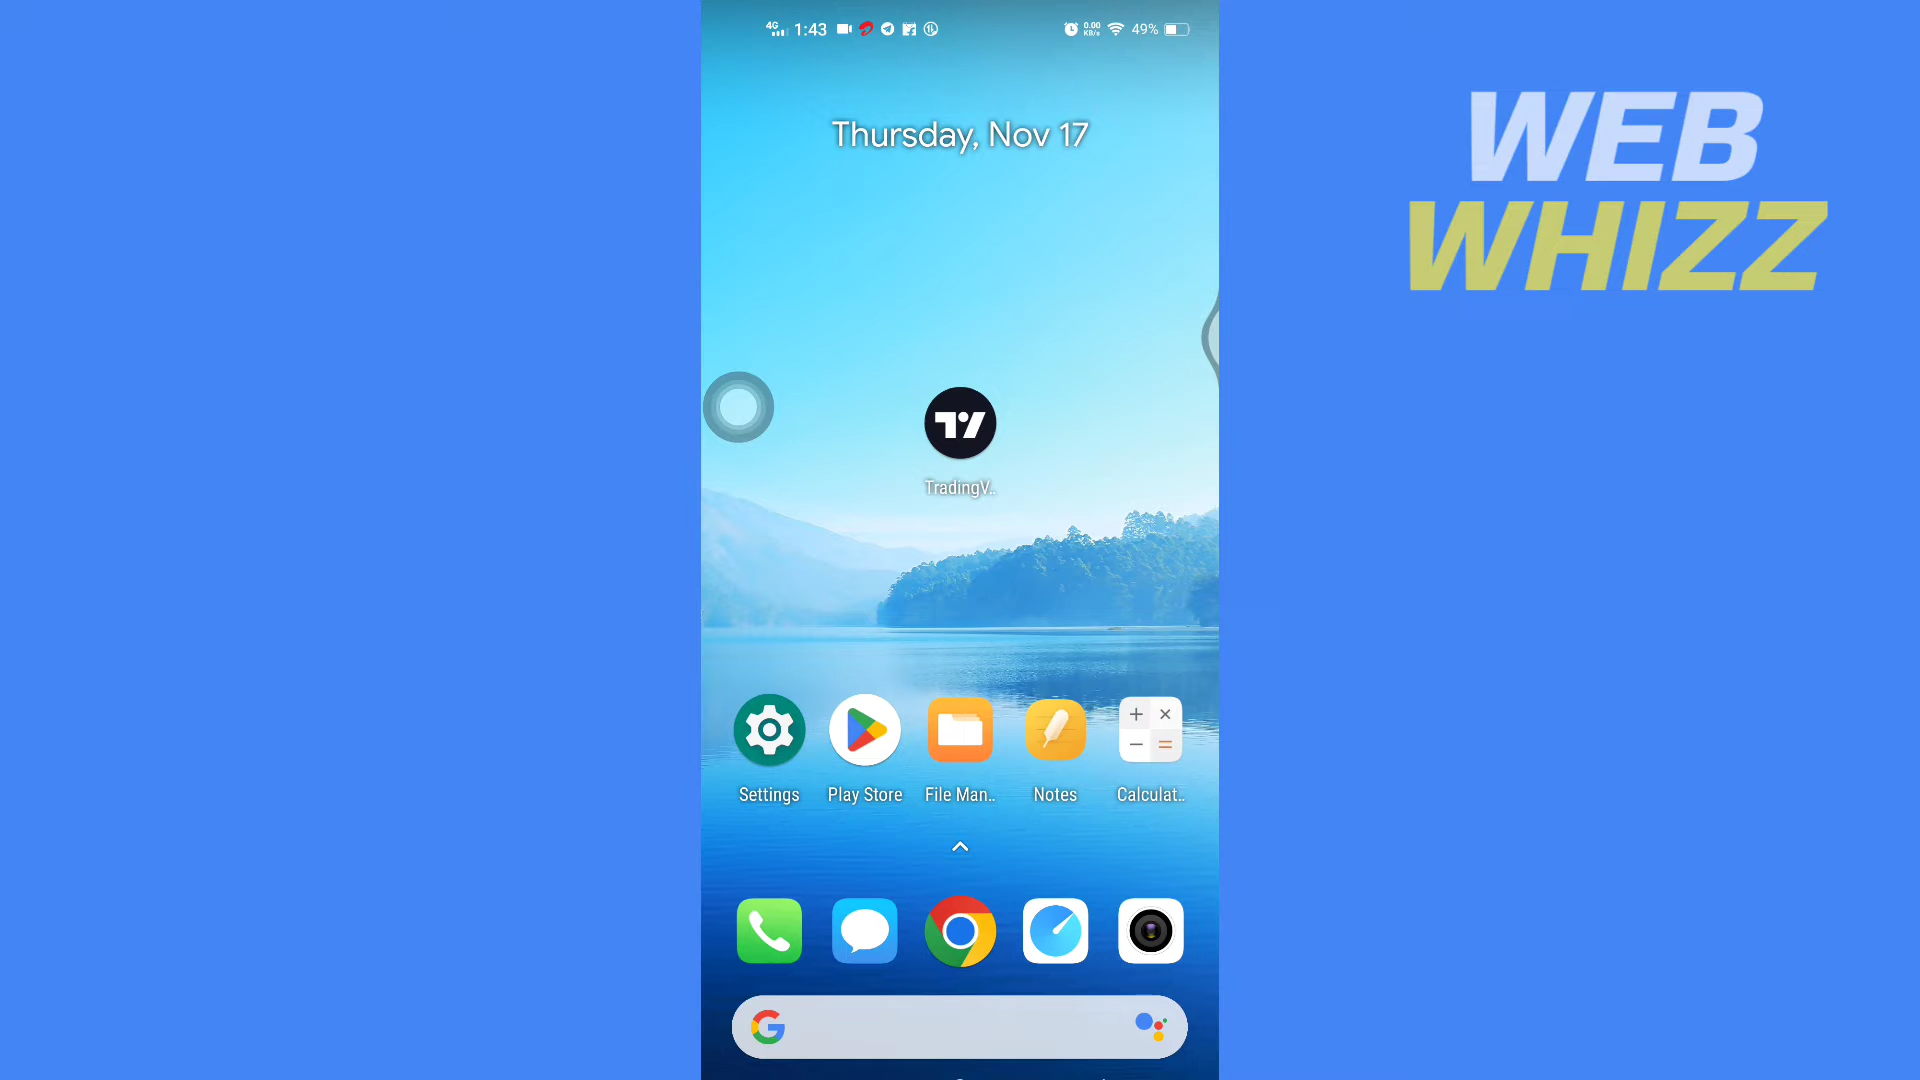 4G 1:43 0.00 KB/s 49%
Thursday, Nov 17
WEB
WHIZZ
TradingV..
Settings Play Store File Man.. Notes Calculat..